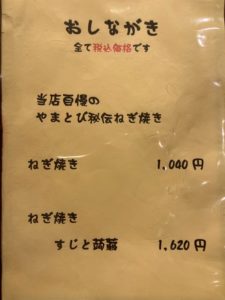 おしながき
全て税込価格です
当店自慢の
やまとび秘伝ねぎ焼き
ねぎ焼き 1,040円
ねぎ焼き
すじと蒟蒻 1,620円